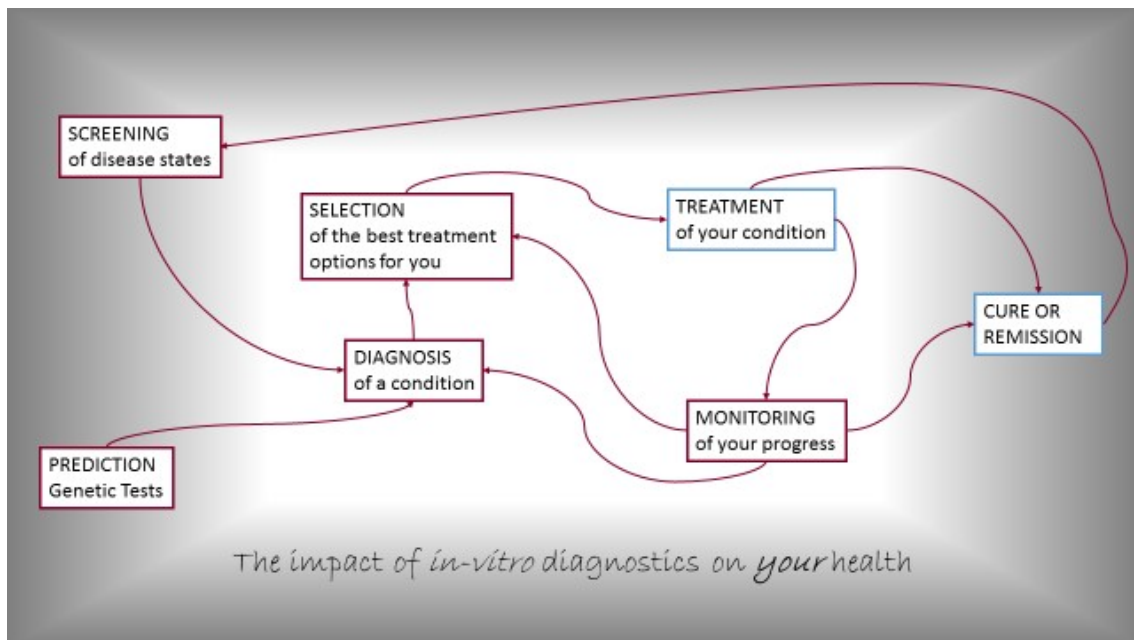 SCREENING
of disease states
SELECTION
of the best treatment
options for you
TREATMENT
of your condition
CURE OR
REMISSION
DIAGNOSIS
of a condition
MONITORING
of your progress
PREDICTION
Genetic Tests
The impact of in-vitro diagnostics on your health